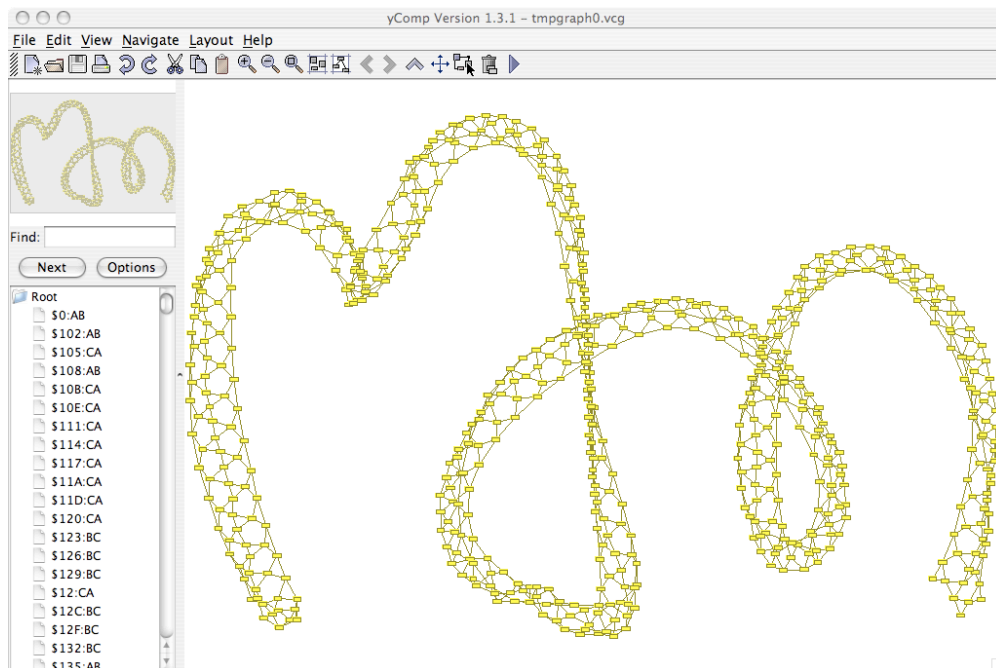 yComp Version 1.3.1 – tmpgraph0.vcg
File Edit View Navigate Layout Help
Find:
Next Options
Root
$0:AB
$102:AB
$105:CA
$108:AB
$10B:CA
$10E:CA
$111:CA
$114:CA
$117:CA
$11A:CA
$11D:CA
$120:CA
$123:BC
$126:BC
$129:BC
$12:CA
$12C:BC
$12F:BC
$132:BC
$135:AB